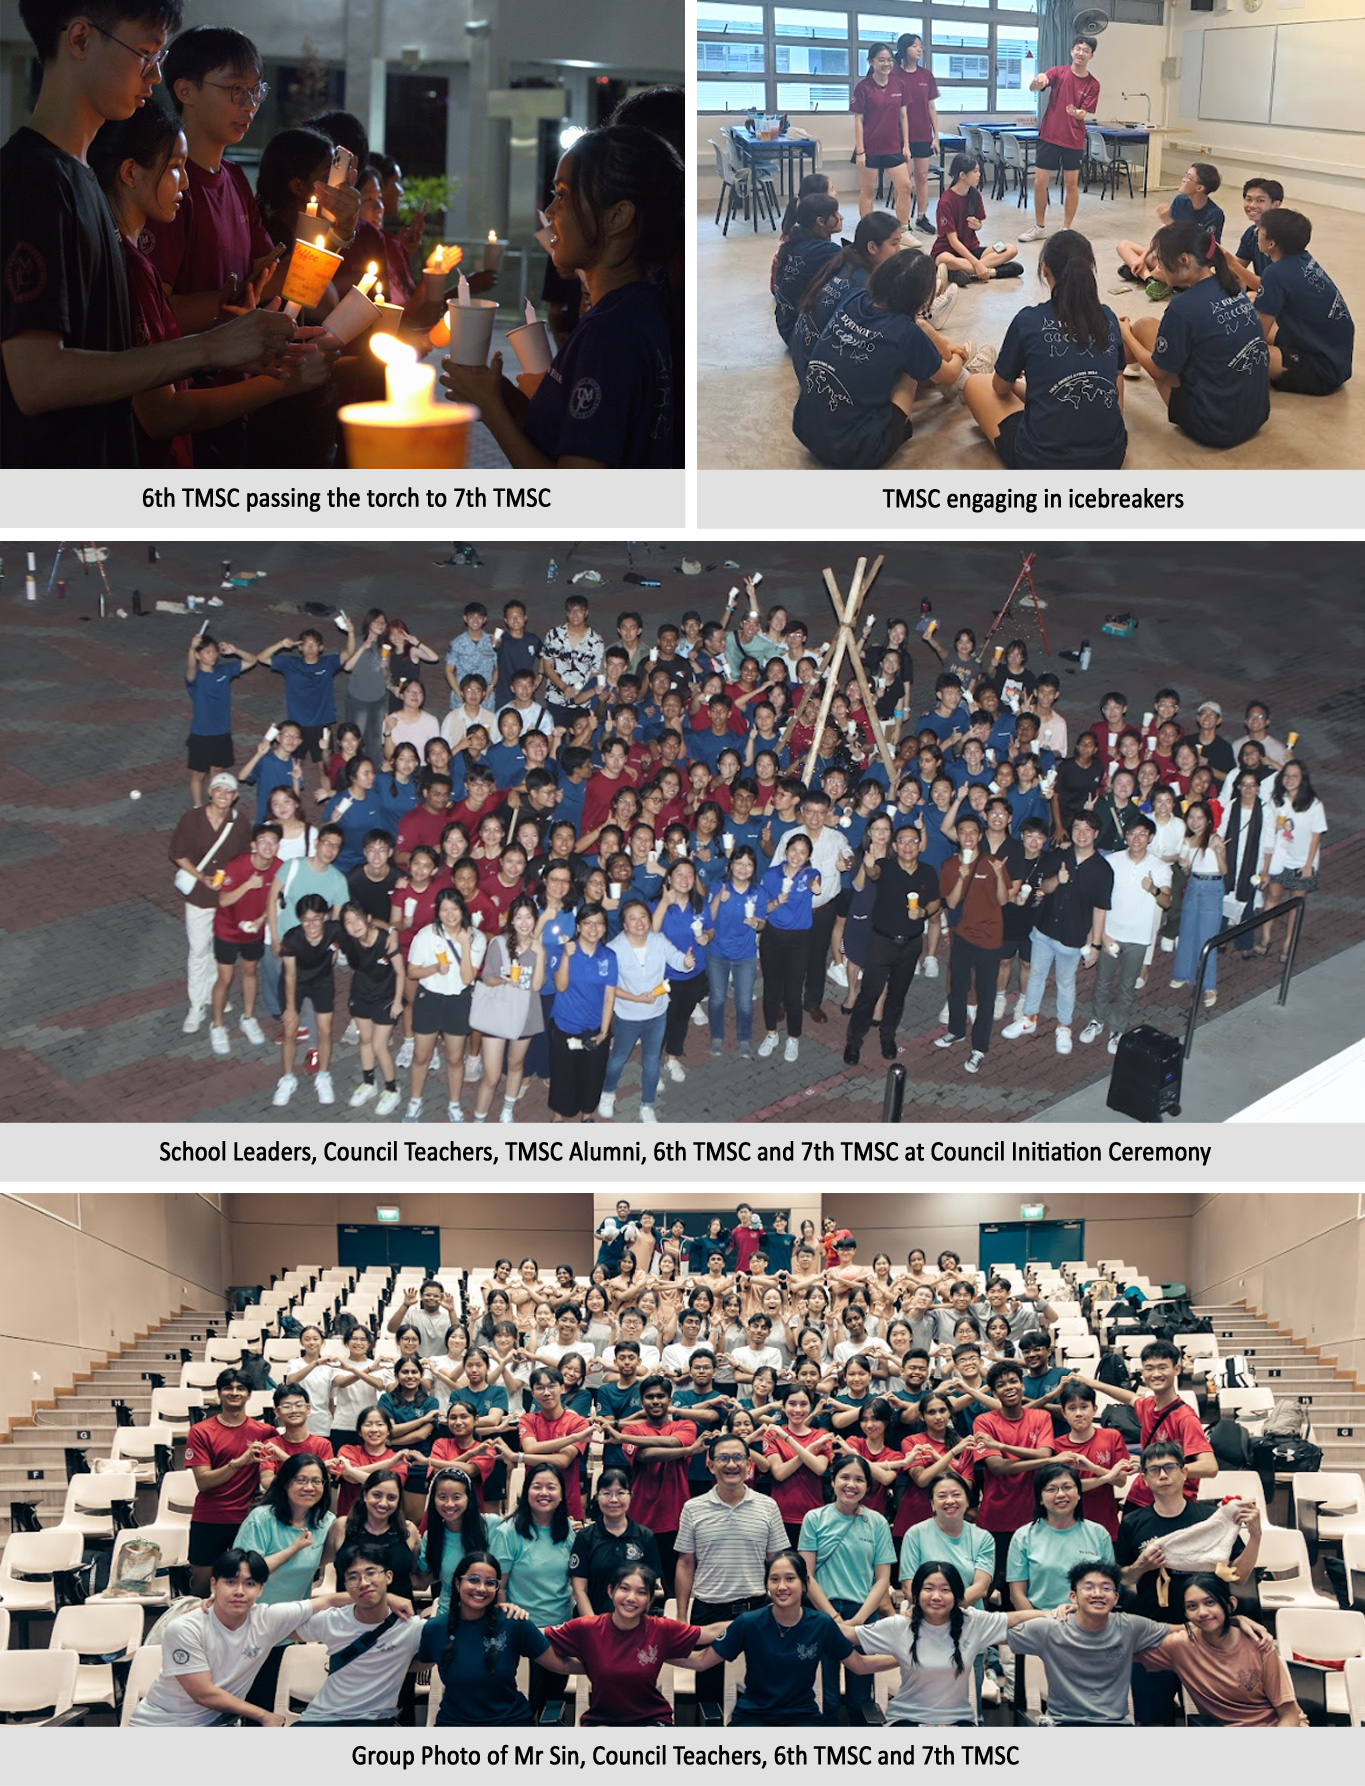 Coffee
6th TMSC passing the torch to 7th TMSC
EQUINOX
TMSC engaging in icebreakers
School Leaders, Council Teachers, TMSC Alumni, 6th TMSC and 7th TMSC at Council Initiation Ceremony
H
G
F
G
Group Photo of Mr Sin, Council Teachers, 6th TMSC and 7th TMSC